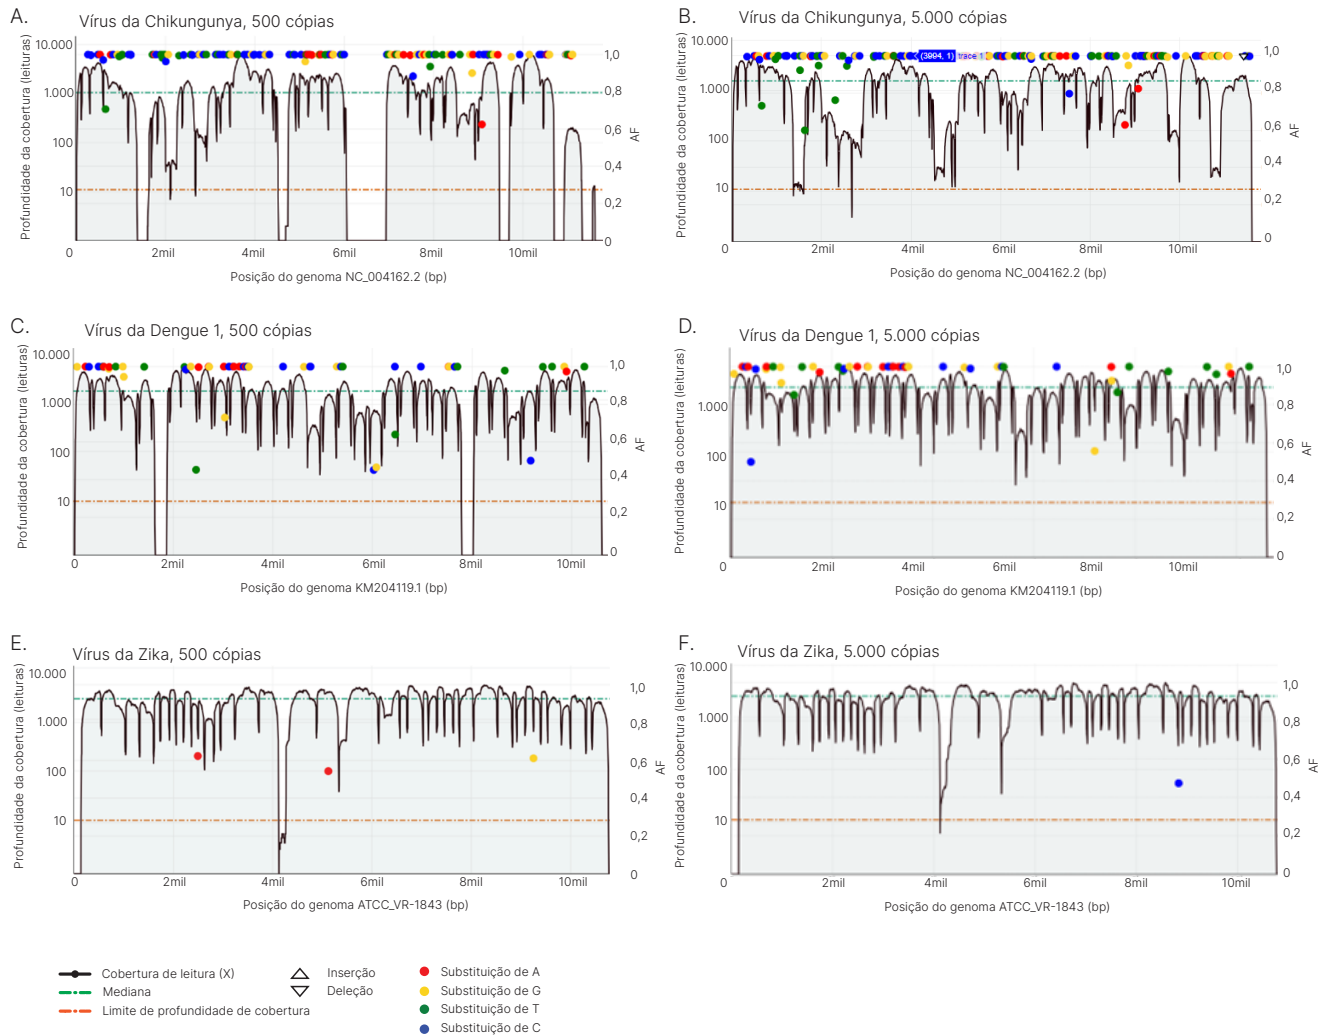 A.
Vírus da Chikungunya, 500 cópias
Profundidade da cobertura (leituras)
10.000
1.000
100
10
0
2mil
4mil
6mil
8mil
10mil
1,0
0,8
0,6
0,4
0,2
0
AF
Posição do genoma NC_004162.2 (bp)
B.
Vírus da Chikungunya, 5.000 cópias
Profundidade da cobertura (leituras)
10.000
1.000
100
10
0
(3994, 1) trace 1
2mil
4mil
6mil
8mil
10mil
1,0
0,8
0,6
0,4
0,2
0
AF
Posição do genoma NC_004162.2 (bp)
C.
Vírus da Dengue 1, 500 cópias
Profundidade da cobertura (leituras)
10.000
1.000
100
10
0
2mil
4mil
6mil
8mil
10mil
1,0
0,8
0,6
0,4
0,2
0
AF
Posição do genoma KM204119.1 (bp)
D.
Vírus da Dengue 1, 5.000 cópias
Profundidade da cobertura (leituras)
10.000
1.000
100
10
0
2mil
4mil
6mil
8mil
10mil
1,0
0,8
0,6
0,4
0,2
0
AF
Posição do genoma KM204119.1 (bp)
E.
Vírus da Zika, 500 cópias
Profundidade da cobertura (leituras)
10.000
1.000
100
10
0
2mil
4mil
6mil
8mil
10mil
1,0
0,8
0,6
0,4
0,2
0
AF
Posição do genoma ATCC_VR-1843 (bp)
F.
Vírus da Zika, 5.000 cópias
Profundidade da cobertura (leituras)
10.000
1.000
100
10
0
2mil
4mil
6mil
8mil
10mil
1,0
0,8
0,6
0,4
0,2
0
AF
Posição do genoma ATCC_VR-1843 (bp)
Cobertura de leitura (X)
Mediana
Limite de profundidade de cobertura
Inserção
Deleção
Substituição de A
Substituição de G
Substituição de T
Substituição de C